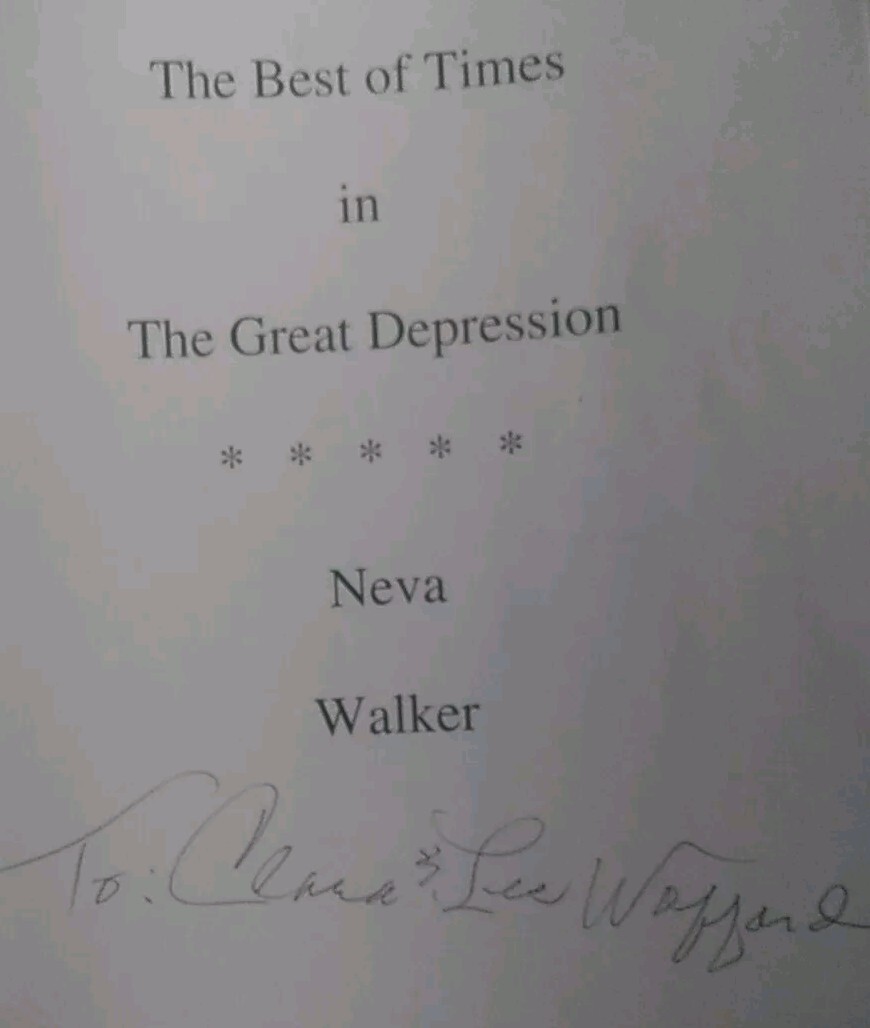 The Best of Times
in
The Great Depression
* * * * *
Neva
Walker
To: Clara & Lee Wofford